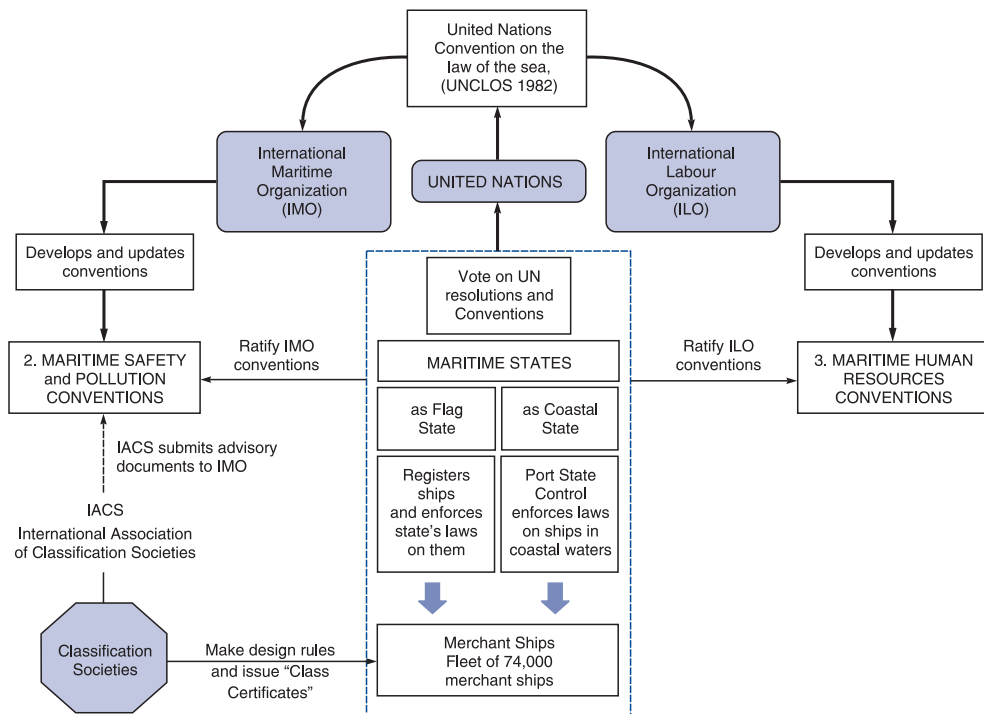 United Nations
Convention on the
law of the sea,
(UNCLOS 1982)
International
Maritime
Organization
(IMO)
UNITED NATIONS
International
Labour
Organization
(ILO)
Develops and updates
conventions
Vote on UN
resolutions and
Conventions
Develops and updates
conventions
2. MARITIME SAFETY
and POLLUTION
CONVENTIONS
Ratify IMO
conventions
MARITIME STATES
Ratify ILO
conventions
3. MARITIME HUMAN
RESOURCES
CONVENTIONS
as Flag
State
as Coastal
State
IACS submits advisory
documents to IMO
Registers
ships
and enforces
state's laws
on them
Port State
Control
enforces laws
on ships in
coastal waters
IACS
International Association
of Classification Societies
Classification
Societies
Make design rules
and issue “Class
Certificates”
Merchant Ships
Fleet of 74,000
merchant ships